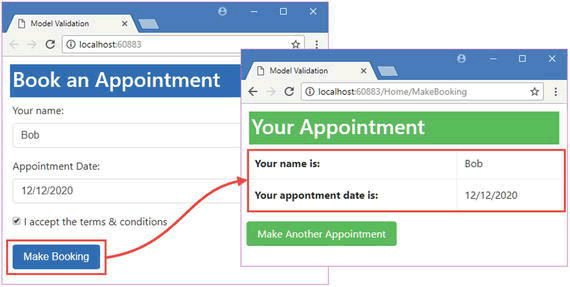 Model Validation
localhost:60883
Book an Appointment
Your name:
Bob
Appointment Date:
12/12/2020
I accept the terms & conditions
Make Booking
Model Validation
localhost:60883/Home/MakeBooking
Your Appointment
Your name is: Bob
Your appontment date is: 12/12/2020
Make Another Appointment